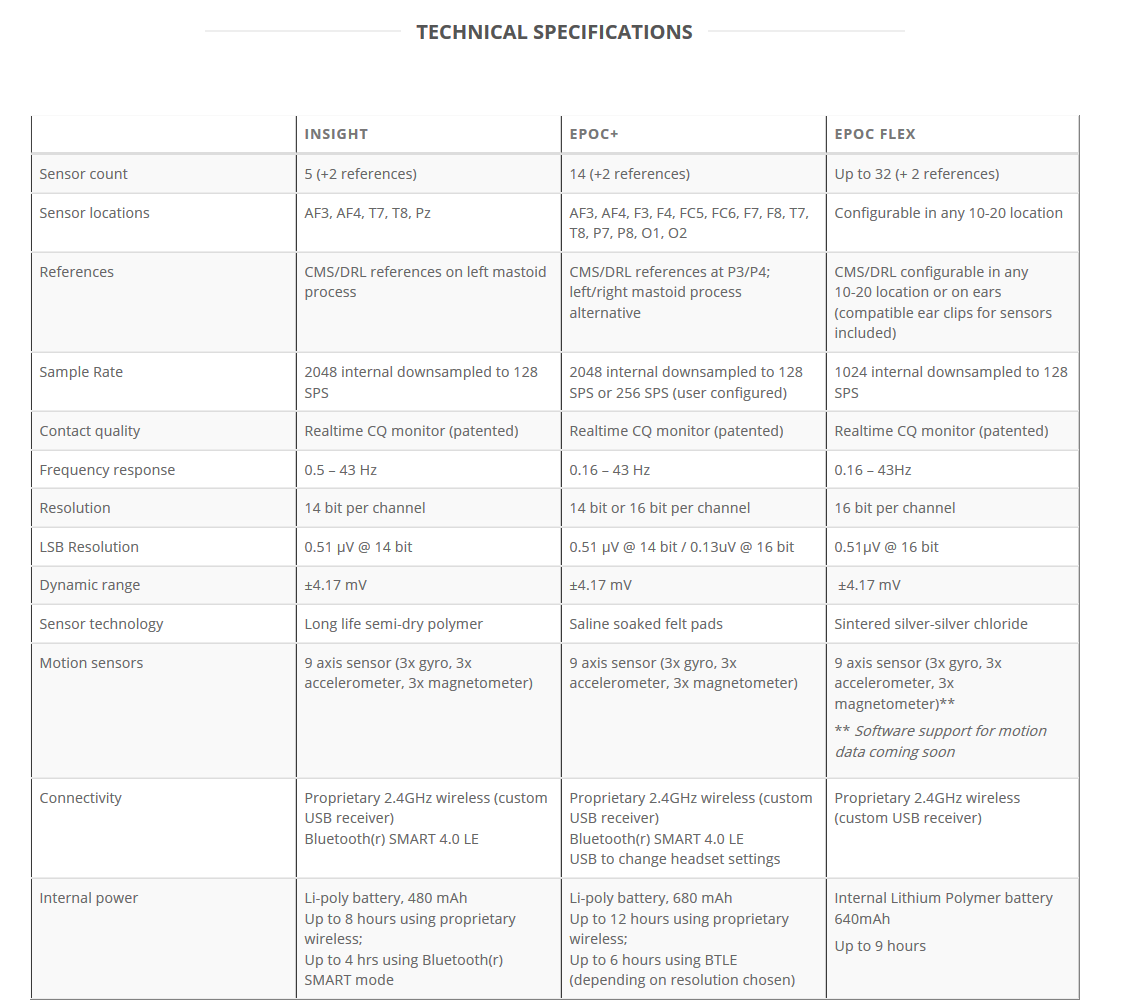 TECHNICAL SPECIFICATIONS
INSIGHT
EPOC+
EPOC FLEX
Sensor count
5 (+2 references)
14 (+2 references)
Up to 32 (+ 2 references)
Sensor locations
AF3, AF4, T7, T8, Pz
AF3, AF4, F3, F4, FC5, FC6, F7, F8, T7,
T8, P7, P8, O1, O2
Configurable in any 10-20 location
References
CMS/DRL references on left mastoid
process
CMS/DRL references at P3/P4;
left/right mastoid process
alternative
CMS/DRL configurable in any
10-20 location or on ears
(compatible ear clips for sensors
included)
Sample Rate
2048 internal downsampled to 128
SPS
2048 internal downsampled to 128
SPS or 256 SPS (user configured)
1024 internal downsampled to 128
SPS
Contact quality
Realtime CQ monitor (patented)
Realtime CQ monitor (patented)
Realtime CQ monitor (patented)
Frequency response
0.5 – 43 Hz
0.16 – 43 Hz
0.16 – 43Hz
Resolution
14 bit per channel
14 bit or 16 bit per channel
16 bit per channel
LSB Resolution
0.51 μV @ 14 bit
0.51 μV @ 14 bit / 0.13uV @ 16 bit
0.51μV @ 16 bit
Dynamic range
±4.17 mV
±4.17 mV
±4.17 mV
Sensor technology
Long life semi-dry polymer
Saline soaked felt pads
Sintered silver-silver chloride
Motion sensors
9 axis sensor (3x gyro, 3x
accelerometer, 3x magnetometer)
9 axis sensor (3x gyro, 3x
accelerometer, 3x magnetometer)
9 axis sensor (3x gyro, 3x
accelerometer, 3x
magnetometer)**
** Software support for motion
data coming soon
Connectivity
Proprietary 2.4GHz wireless (custom
USB receiver)
Bluetooth(r) SMART 4.0 LE
Proprietary 2.4GHz wireless (custom
USB receiver)
Bluetooth(r) SMART 4.0 LE
USB to change headset settings
Proprietary 2.4GHz wireless
(custom USB receiver)
Internal power
Li-poly battery, 480 mAh
Up to 8 hours using proprietary
wireless;
Up to 4 hrs using Bluetooth(r)
SMART mode
Li-poly battery, 680 mAh
Up to 12 hours using proprietary
wireless;
Up to 6 hours using BTLE
(depending on resolution chosen)
Internal Lithium Polymer battery
640mAh
Up to 9 hours